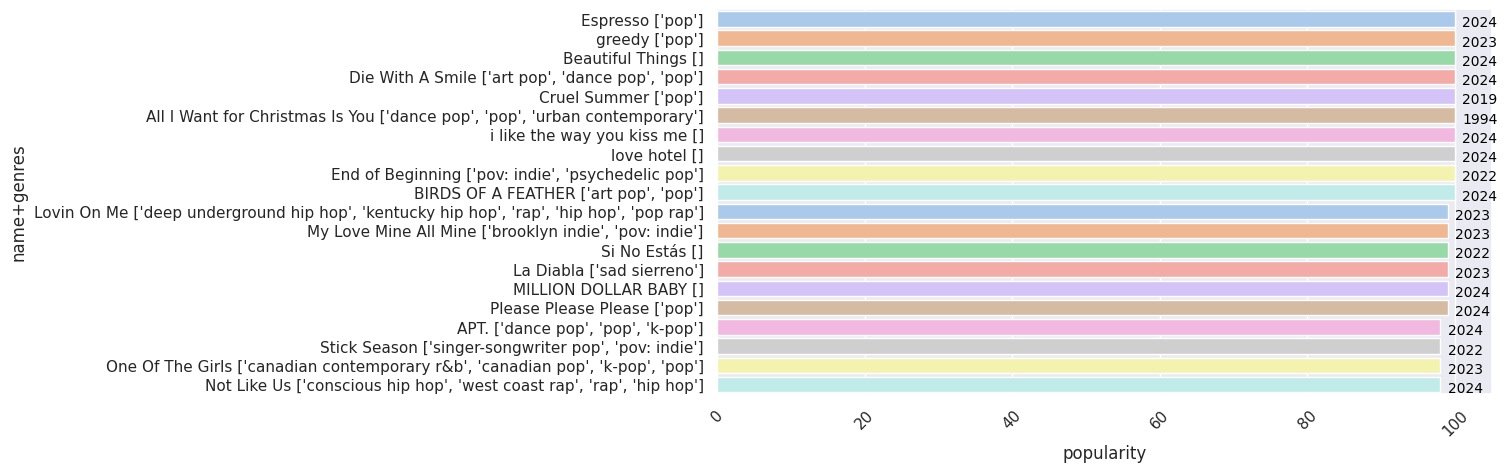 Espresso ['pop'] 2024
greedy ['pop'] 2023
Beautiful Things [] 2024
Die With A Smile ['art pop', 'dance pop', 'pop'] 2024
Cruel Summer ['pop'] 2019
All I Want for Christmas Is You ['dance pop', 'pop', 'urban contemporary'] 1994
i like the way you kiss me [] 2024
love hotel [] 2024
End of Beginning ['pov: indie', 'psychedelic pop'] 2022
BIRDS OF A FEATHER ['art pop', 'pop'] 2024
Lovin On Me ['deep underground hip hop', 'kentucky hip hop', 'rap', 'hip hop', 'pop rap'] 2023
My Love Mine All Mine ['brooklyn indie', 'pov: indie'] 2023
Si No Estás [] 2022
La Diabla ['sad sierreno'] 2023
MILLION DOLLAR BABY [] 2024
Please Please Please ['pop'] 2024
APT. ['dance pop', 'pop', 'k-pop'] 2024
Stick Season ['singer-songwriter pop', 'pov: indie'] 2022
One Of The Girls ['canadian contemporary r&b', 'canadian pop', 'k-pop', 'pop'] 2023
Not Like Us ['conscious hip hop', 'west coast rap', 'rap', 'hip hop'] 2024
name+genres
0 20 40 60 80 100
popularity